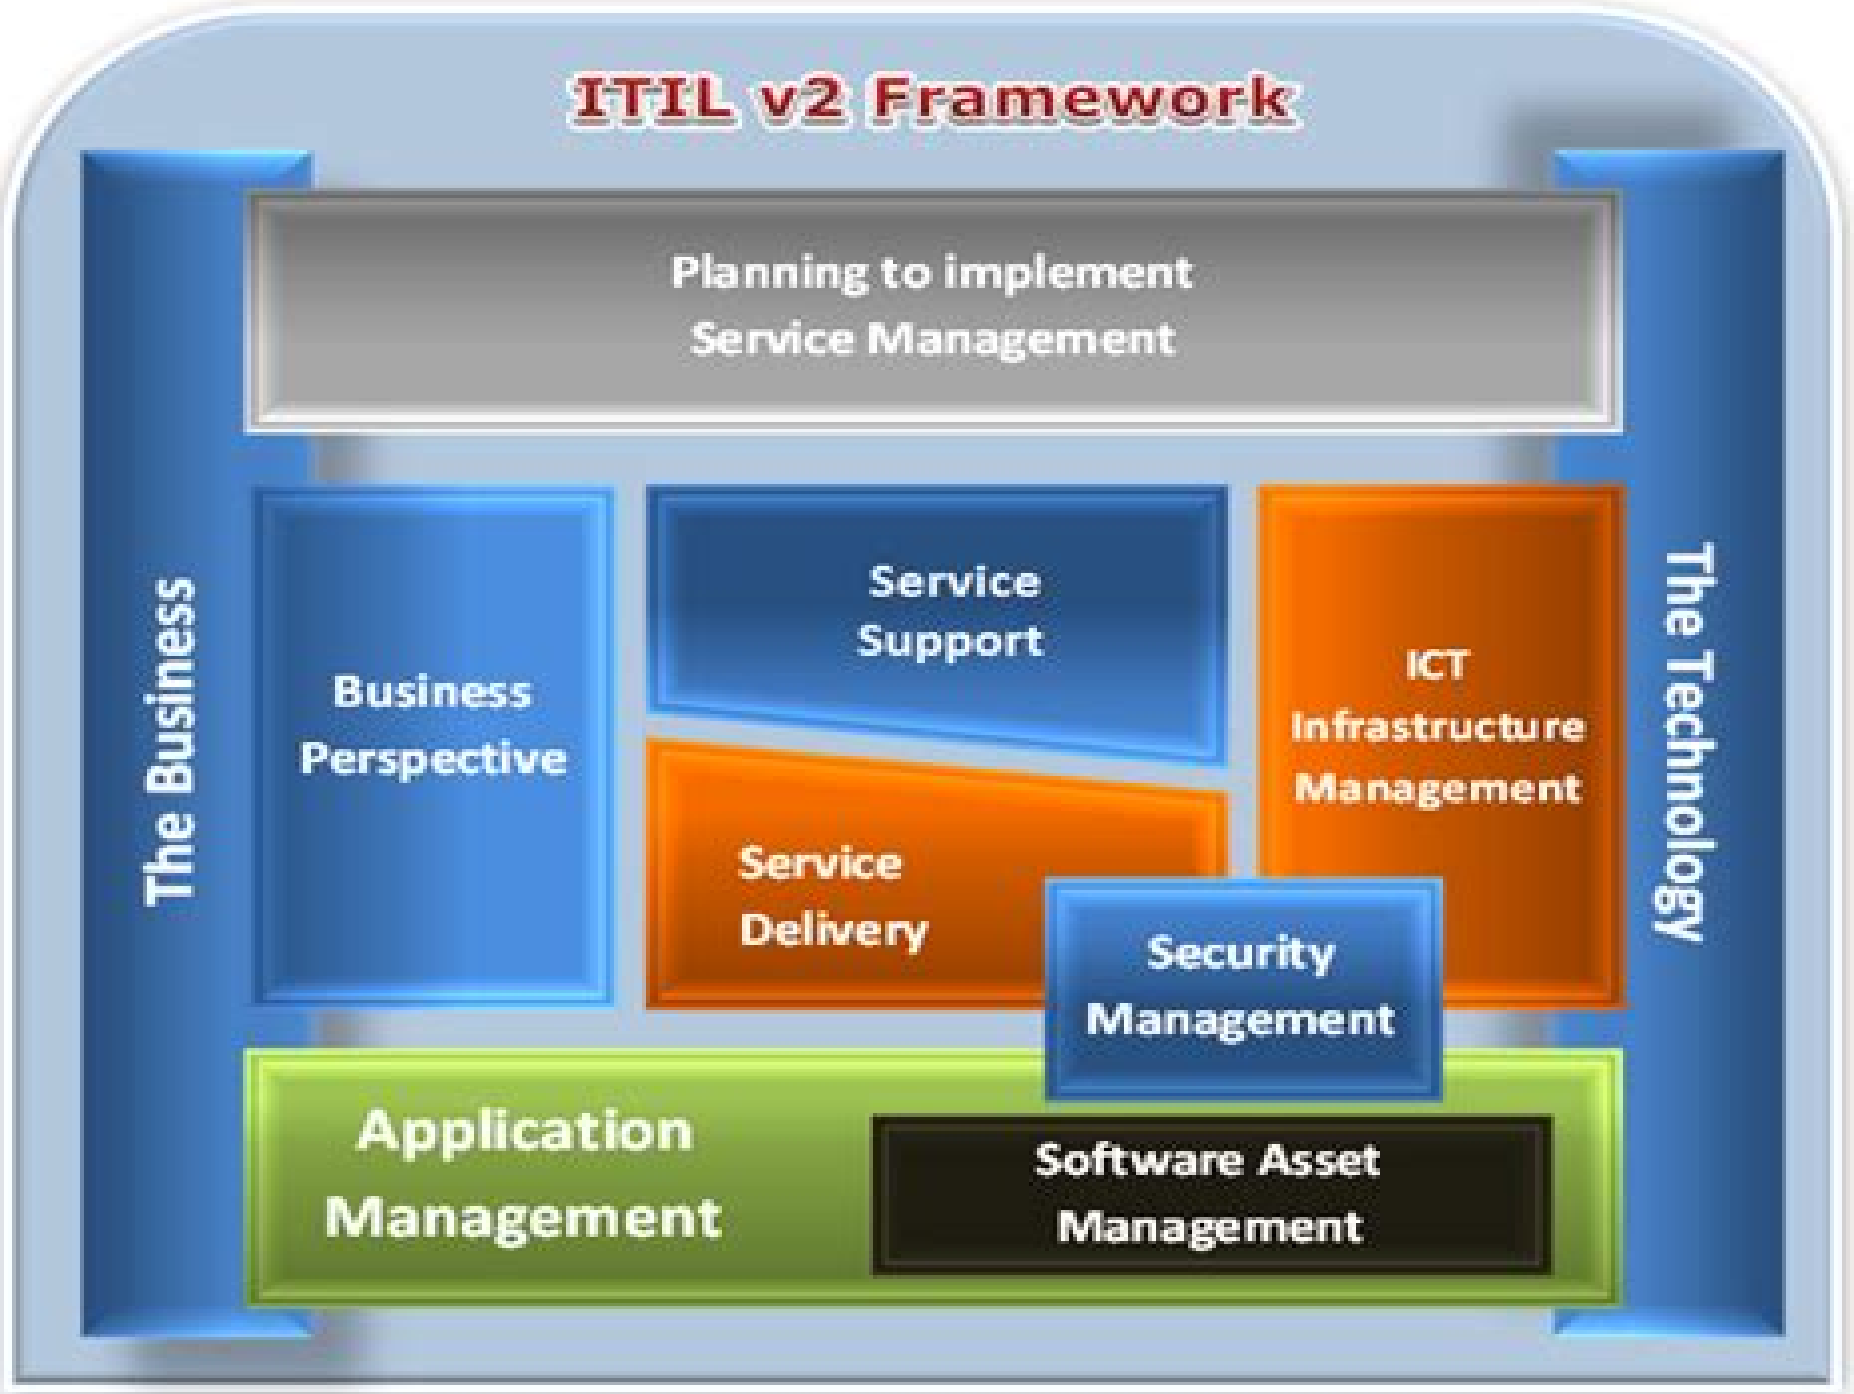 ITIL v2 Framework
Planning to implement
Service Management
The Business
Business
Perspective
Service
Support
Service
Delivery
ICT
Infrastructure
Management
Security
Management
The Technology
Application
Management
Software Asset
Management